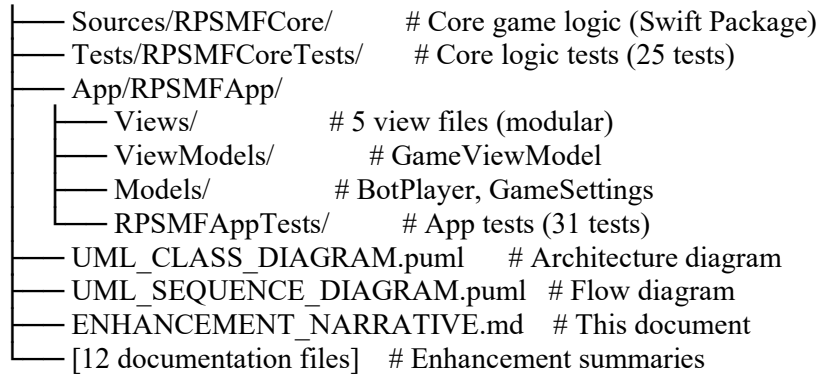 ├── Sources/RPSMFCore/ # Core game logic (Swift Package)
├── Tests/RPSMFCoreTests/ # Core logic tests (25 tests)
├── App/RPSMFApp/
│ ├── Views/ # 5 view files (modular)
│ ├── ViewModels/ # GameViewModel
│ ├── Models/ # BotPlayer, GameSettings
│ └── RPSMFAppTests/ # App tests (31 tests)
├── UML_CLASS_DIAGRAM.puml # Architecture diagram
├── UML_SEQUENCE_DIAGRAM.puml # Flow diagram
├── ENHANCEMENT_NARRATIVE.md # This document
└── [12 documentation files] # Enhancement summaries